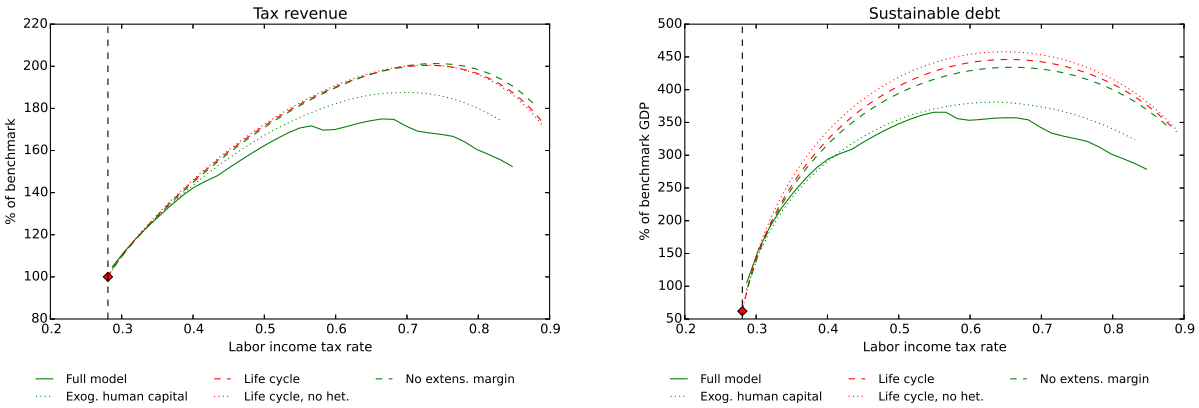 Tax revenue
220
200
180
160
140
120
100
80
% of benchmark
0.2 0.3 0.4 0.5 0.6 0.7 0.8 0.9
Labor income tax rate
Full model Life cycle No extens. margin
Exog. human capital Life cycle, no het.
Sustainable debt
500
450
400
350
300
250
200
150
100
50
% of benchmark GDP
0.2 0.3 0.4 0.5 0.6 0.7 0.8 0.9
Labor income tax rate
Full model Life cycle No extens. margin
Exog. human capital Life cycle, no het.